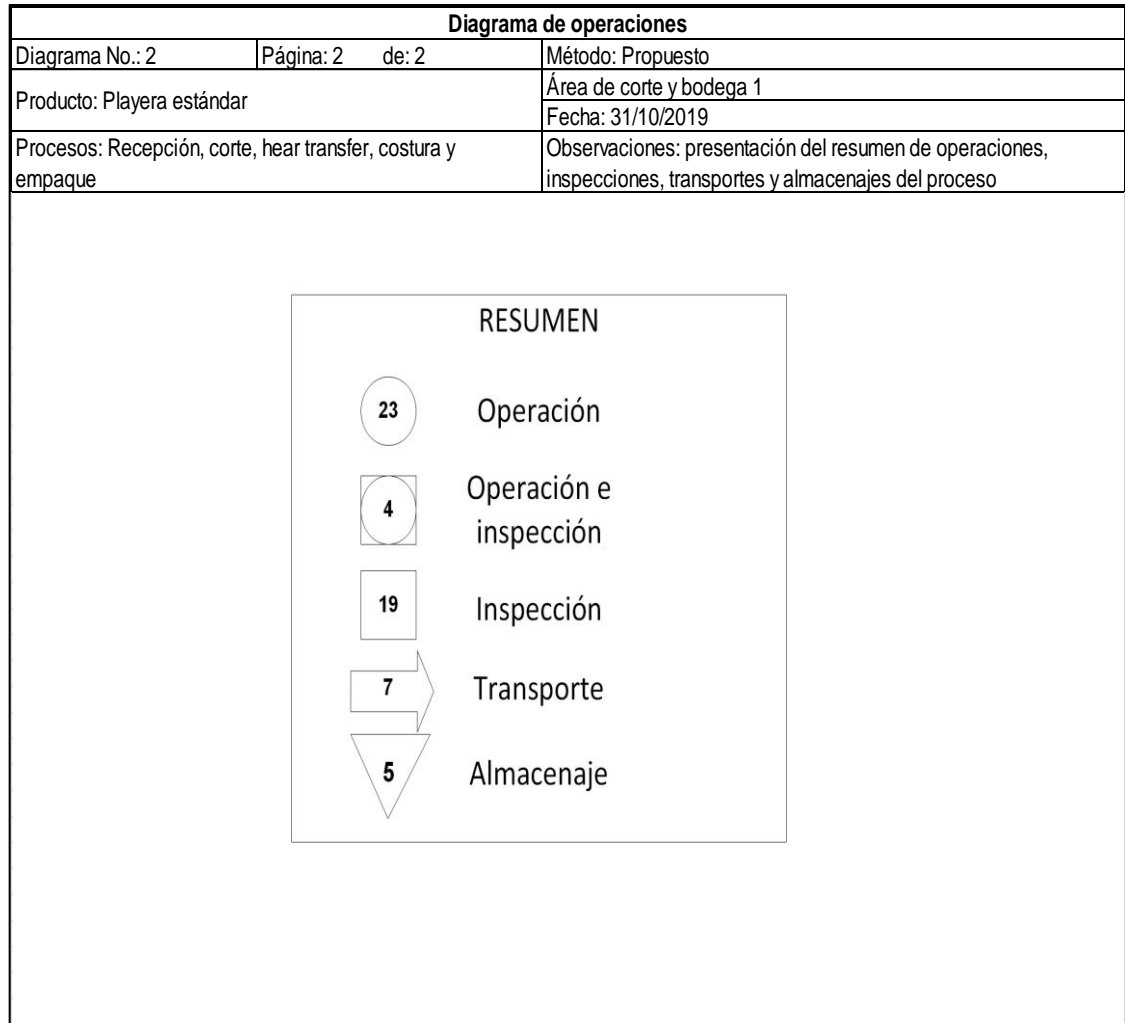 Diagrama de operaciones
Diagrama No.: 2 Página: 2 de: 2 Método: Propuesto
Producto: Playera estándar
Área de corte y bodega 1
Fecha: 31/10/2019
Procesos: Recepción, corte, hear transfer, costura y
empaque
Observaciones: presentación del resumen de operaciones,
inspecciones, transportes y almacenajes del proceso
RESUMEN
23 Operación
4 Operación e
inspección
19 Inspección
7 Transporte
5 Almacenaje